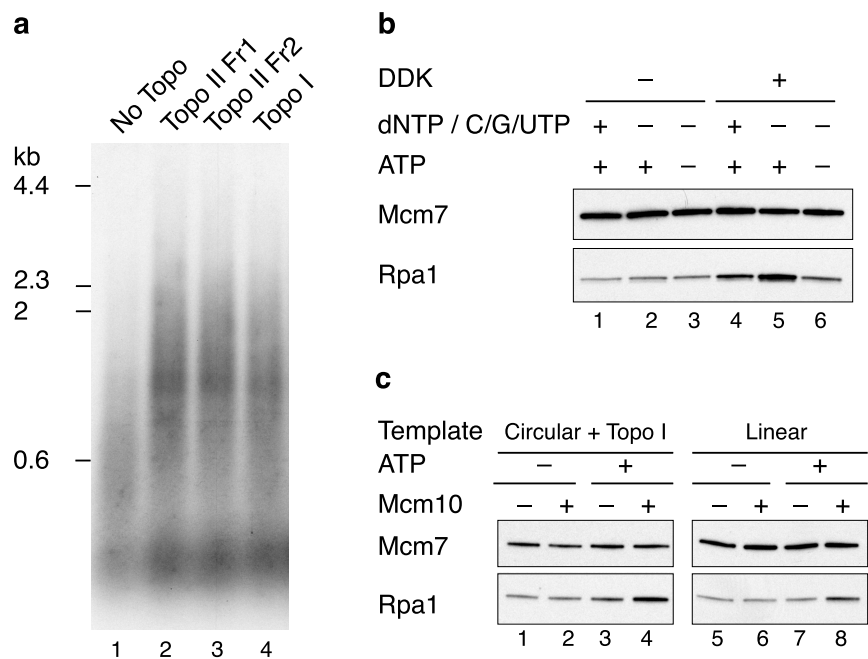 a
No Topo
Topo II Fr1
Topo II Fr2
Topo I
kb
4.4
2.3
2
0.6
1 2 3 4
b
DDK − +
dNTP / C/G/UTP + − − + − −
ATP + + − + + −
Mcm7
Rpa1
1 2 3 4 5 6
c
Template Circular + Topo I Linear
ATP − + − +
Mcm10 − + − + − + − +
Mcm7
Rpa1
1 2 3 4 5 6 7 8